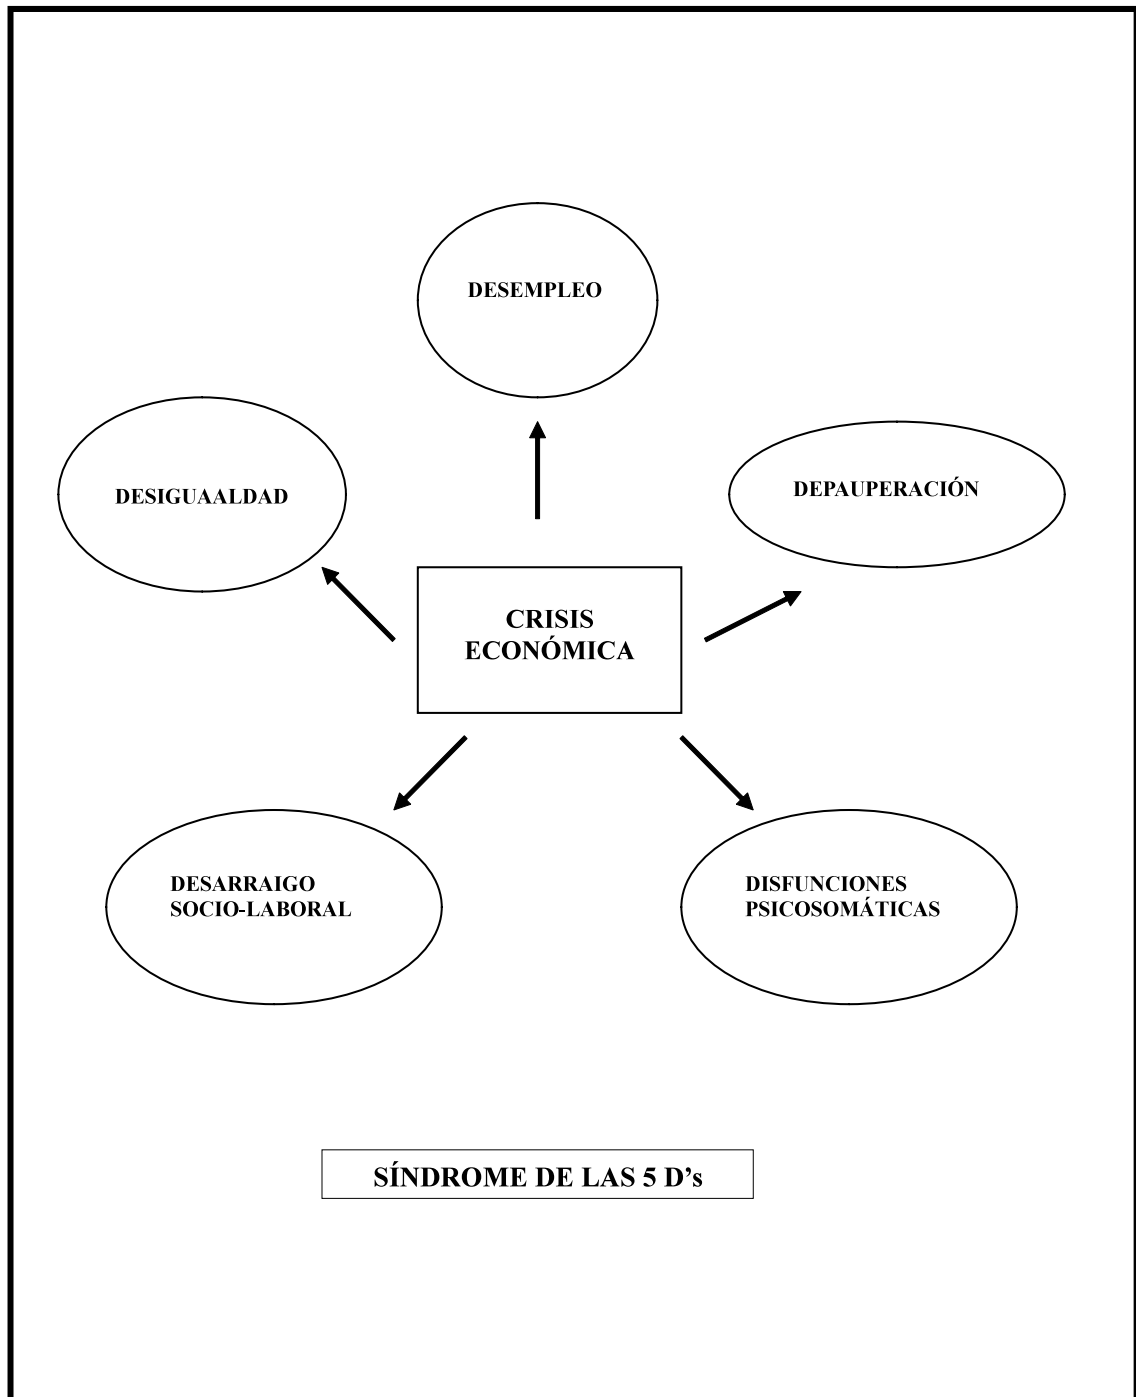 DESEMPLEO
DESIGUAALDAD
DEPAUPERACIÓN
CRISIS
ECONÓMICA
DESARRAIGO
SOCIO-LABORAL
DISFUNCIONES
PSICOSOMÁTICAS
SÍNDROME DE LAS 5 D’s